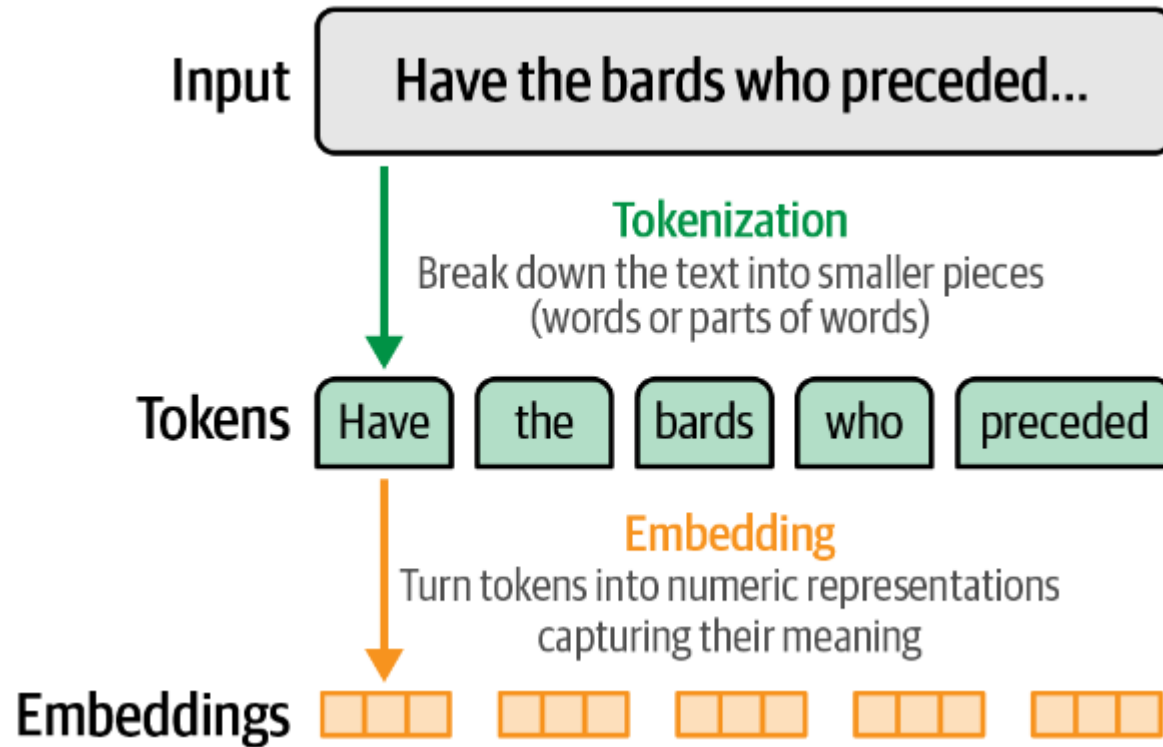 Input
Have the bards who preceded...
Tokenization
Break down the text into smaller pieces
(words or parts of words)
Tokens
Have the bards who preceded
Embedding
Turn tokens into numeric representations
capturing their meaning
Embeddings